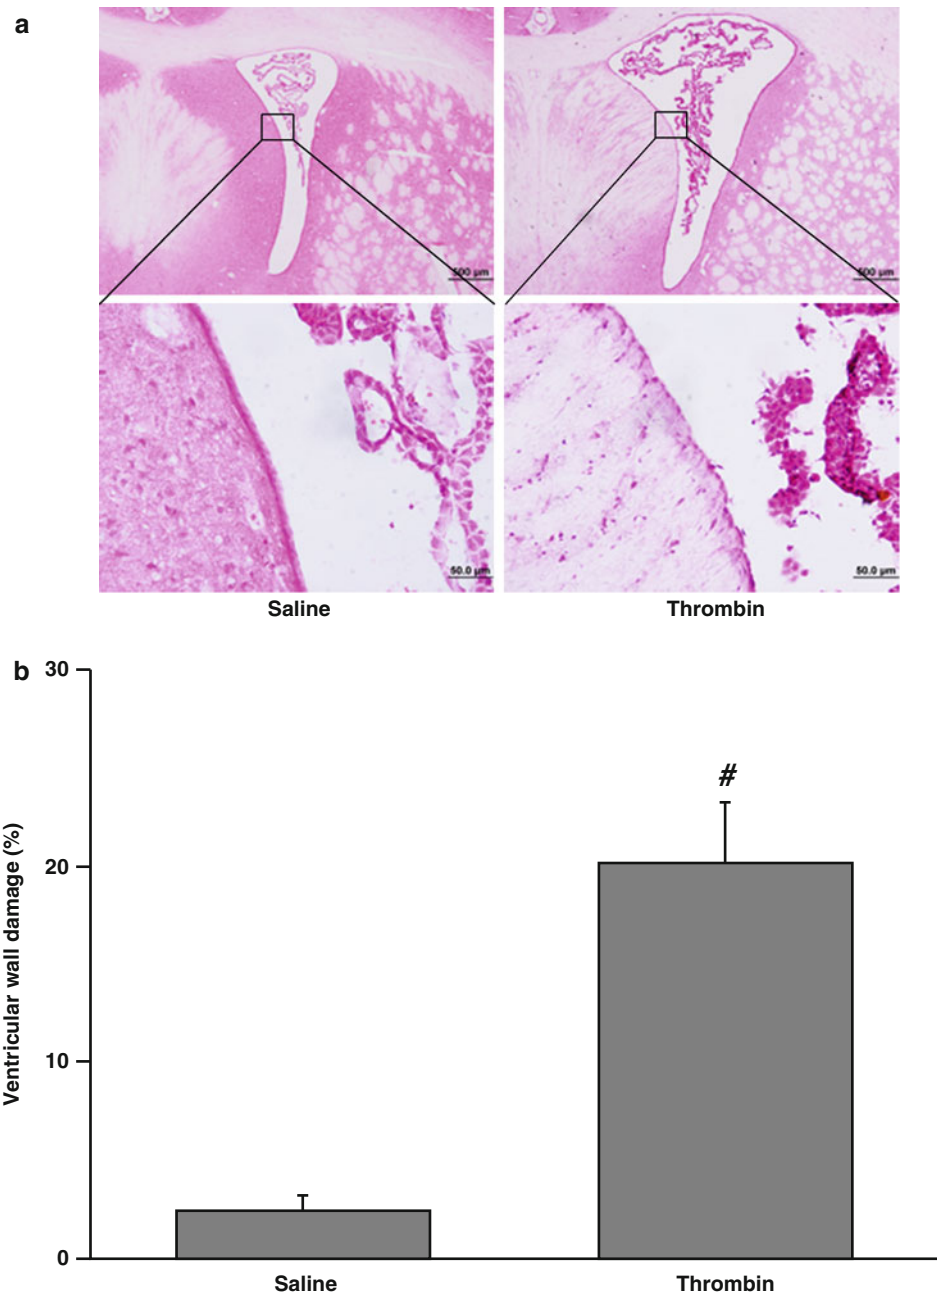 a
500 µm
500 µm
50.0 µm
50.0 µm
Saline
Thrombin
b
30
20
10
0
Ventricular wall damage (%)
#
Saline
Thrombin